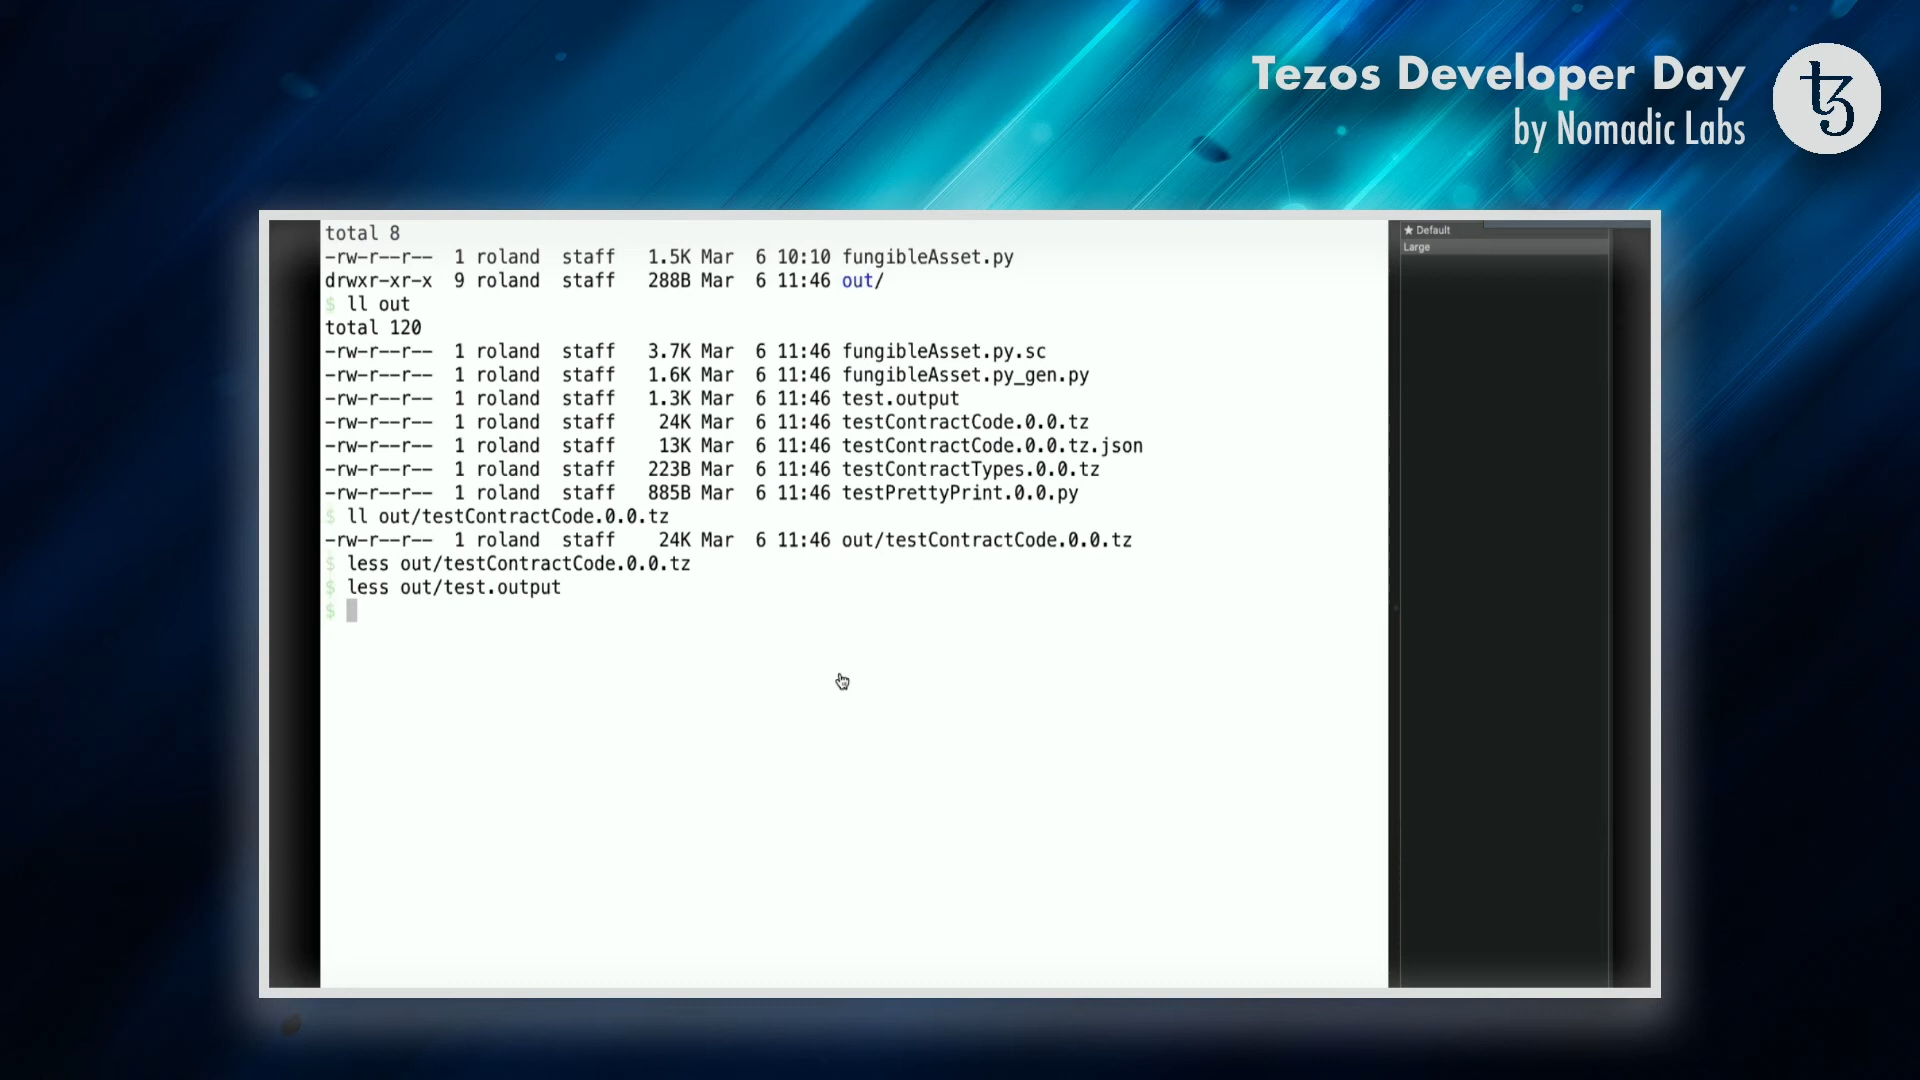 Tezos Developer Day
by Nomadic Labs
total 8
-rw-r--r--  1 roland  staff   1.5K Mar  6 10:10 fungibleAsset.py
drwxr-xr-x  9 roland  staff   288B Mar  6 11:46 out/
$ ll out
total 120
-rw-r--r--  1 roland  staff   3.7K Mar  6 11:46 fungibleAsset.py.sc
-rw-r--r--  1 roland  staff   1.6K Mar  6 11:46 fungibleAsset.py_gen.py
-rw-r--r--  1 roland  staff   1.3K Mar  6 11:46 test.output
-rw-r--r--  1 roland  staff    24K Mar  6 11:46 testContractCode.0.0.tz
-rw-r--r--  1 roland  staff    13K Mar  6 11:46 testContractCode.0.0.tz.json
-rw-r--r--  1 roland  staff   223B Mar  6 11:46 testContractTypes.0.0.tz
-rw-r--r--  1 roland  staff   885B Mar  6 11:46 testPrettyPrint.0.0.py
$ ll out/testContractCode.0.0.tz
-rw-r--r--  1 roland  staff    24K Mar  6 11:46 out/testContractCode.0.0.tz
$ less out/testContractCode.0.0.tz
$ less out/test.output
$
★ Default
Large